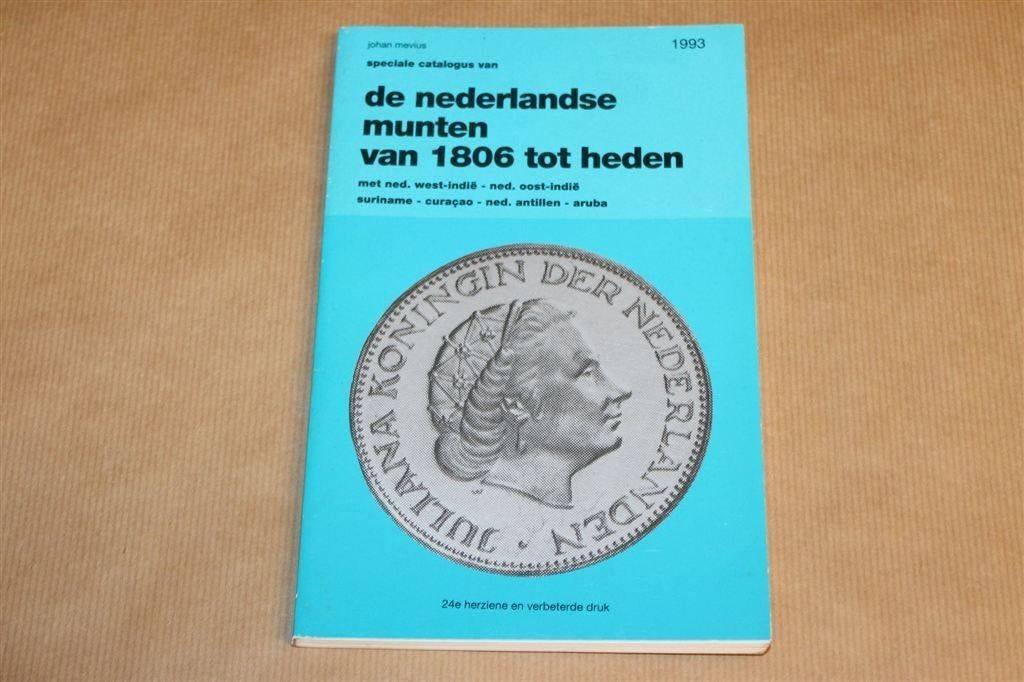 johan mevius
1993
speciale catalogus van
de nederlandse
munten
van 1806 tot heden
met ned. west-indië - ned. oost-indië
suriname - curaçao - ned. antillen - aruba
JULIANA KONINGIN DER NEDERLANDEN ·
24e herziene en verbeterde druk